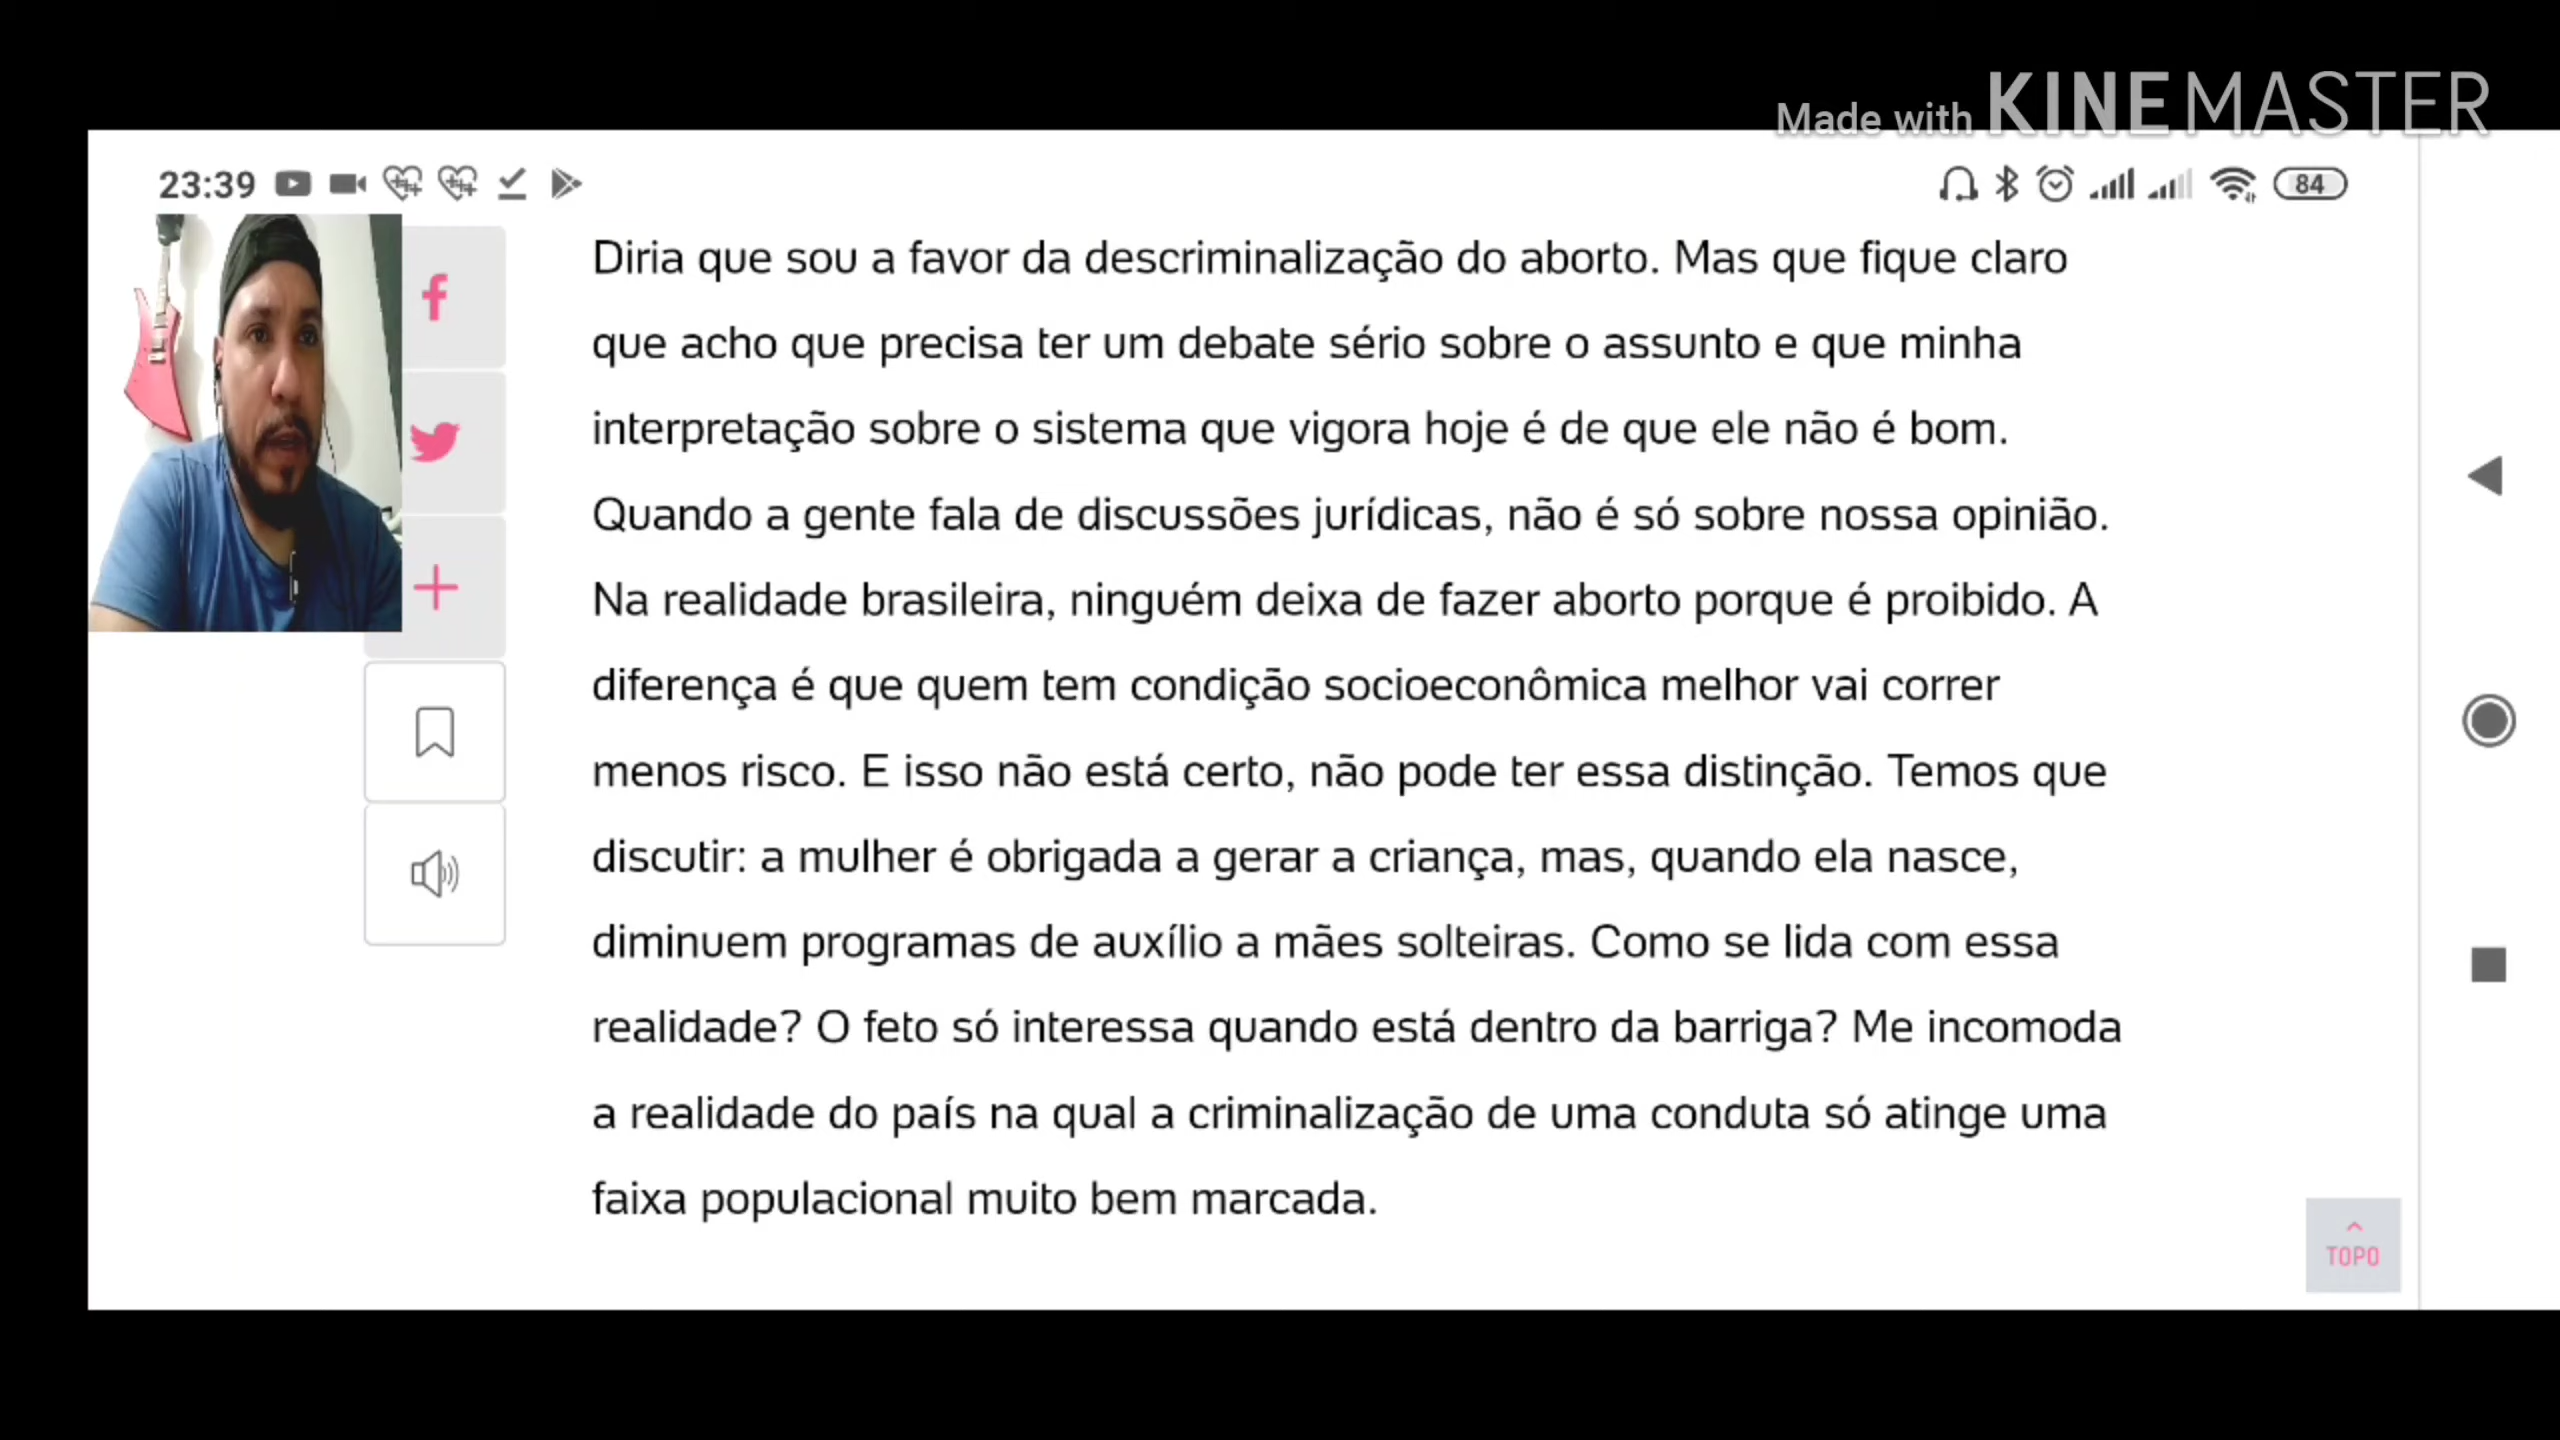 Made with KINEMASTER
23:39
84
Diria que sou a favor da descriminalização do aborto. Mas que fique claro
que acho que precisa ter um debate sério sobre o assunto e que minha
interpretação sobre o sistema que vigora hoje é de que ele não é bom.
Quando a gente fala de discussões jurídicas, não é só sobre nossa opinião.
Na realidade brasileira, ninguém deixa de fazer aborto porque é proibido. A
diferença é que quem tem condição socioeconômica melhor vai correr
menos risco. E isso não está certo, não pode ter essa distinção. Temos que
discutir: a mulher é obrigada a gerar a criança, mas, quando ela nasce,
diminuem programas de auxílio a mães solteiras. Como se lida com essa
realidade? O feto só interessa quando está dentro da barriga? Me incomoda
a realidade do país na qual a criminalização de uma conduta só atinge uma
faixa populacional muito bem marcada.
TOPO